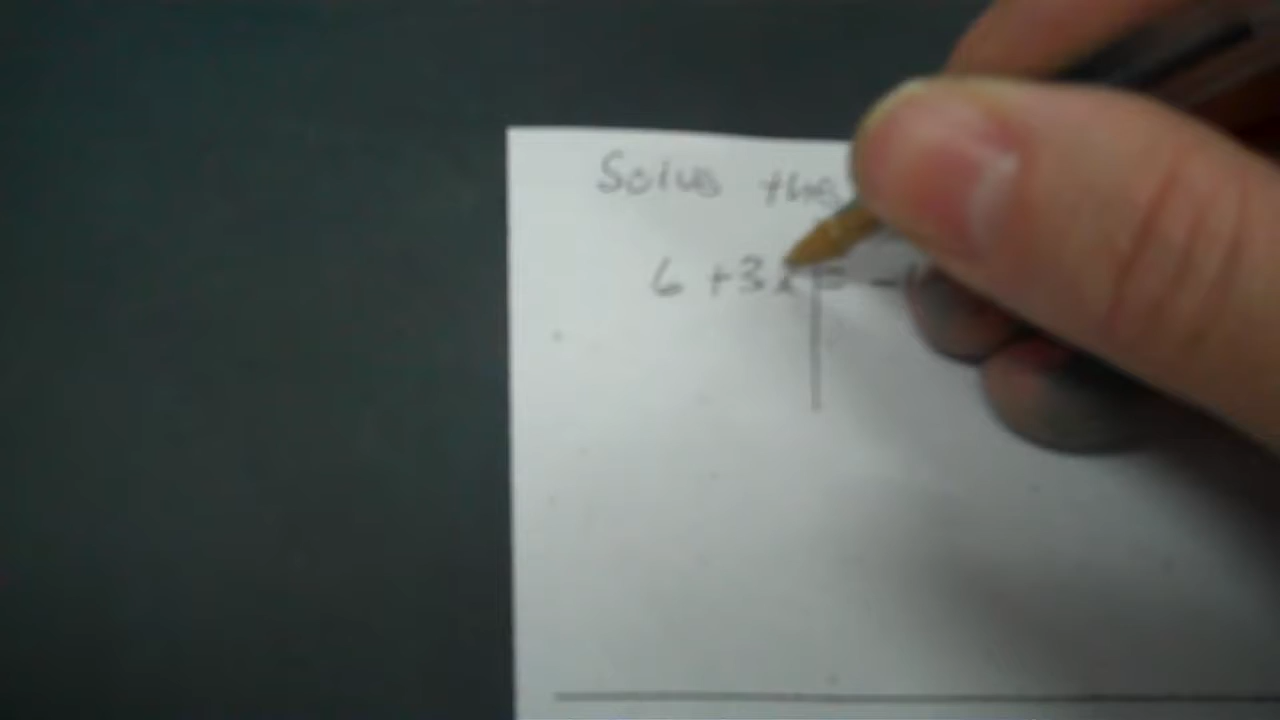 Solve the
6 + 3x = -